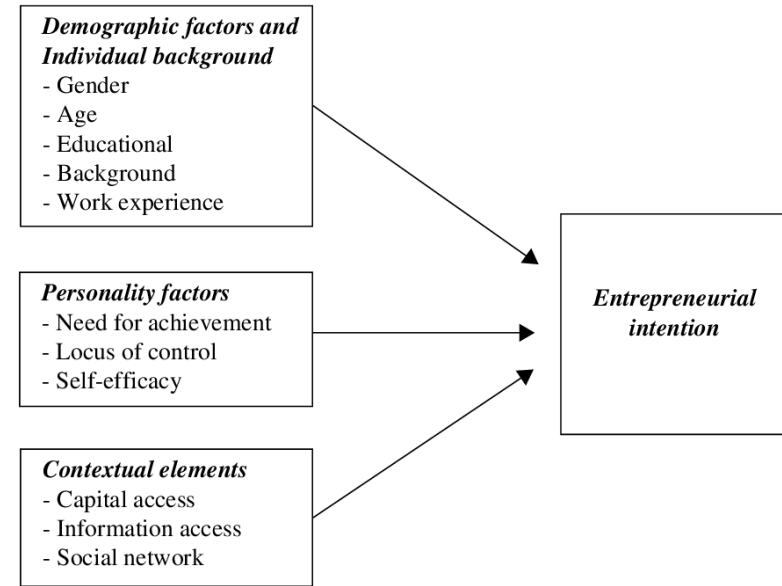 Demographic factors and
Individual background
- Gender
- Age
- Educational
- Background
- Work experience
Personality factors
- Need for achievement
- Locus of control
- Self-efficacy
Contextual elements
- Capital access
- Information access
- Social network
Entrepreneurial
intention